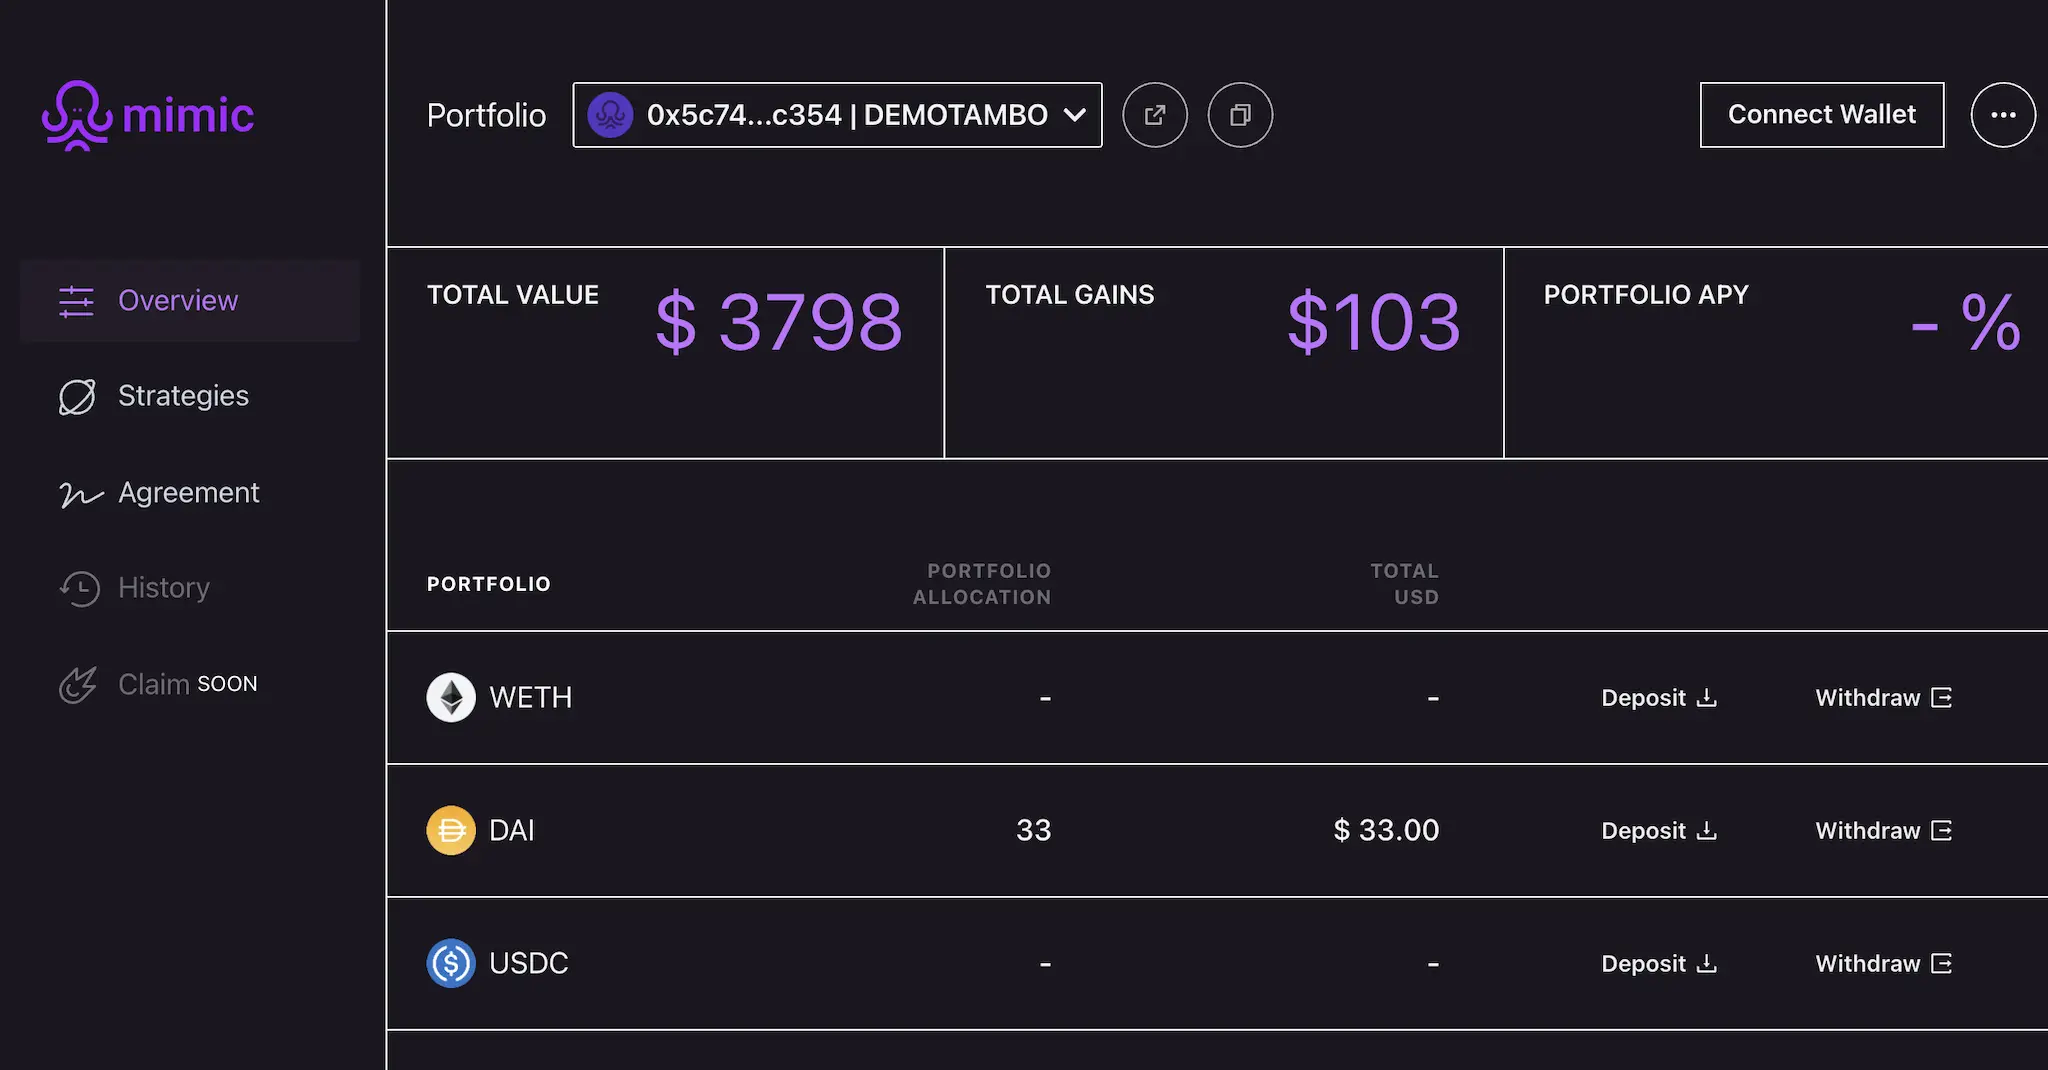 mimic
Portfolio
0x5c74...c354 | DEMOTAMBO
Connect Wallet
Overview
Strategies
Agreement
History
Claim SOON
TOTAL VALUE
$ 3798
TOTAL GAINS
$103
PORTFOLIO APY
- %
PORTFOLIO
PORTFOLIO
ALLOCATION
TOTAL
USD
WETH - - Deposit Withdraw
DAI 33 $ 33.00 Deposit Withdraw
USDC - - Deposit Withdraw